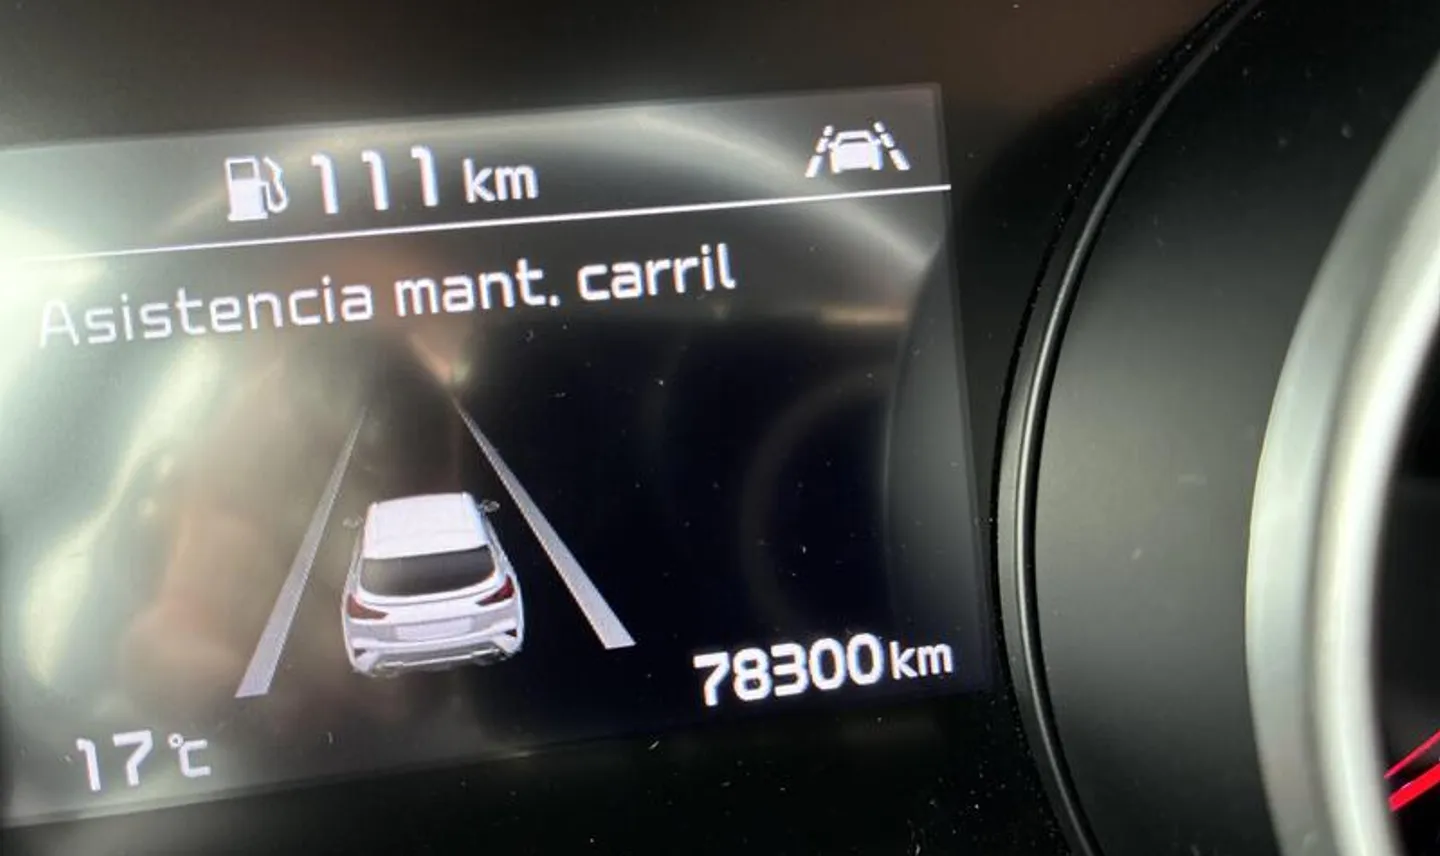 111 km
Asistencia mant. carril
78300 km
17 °C